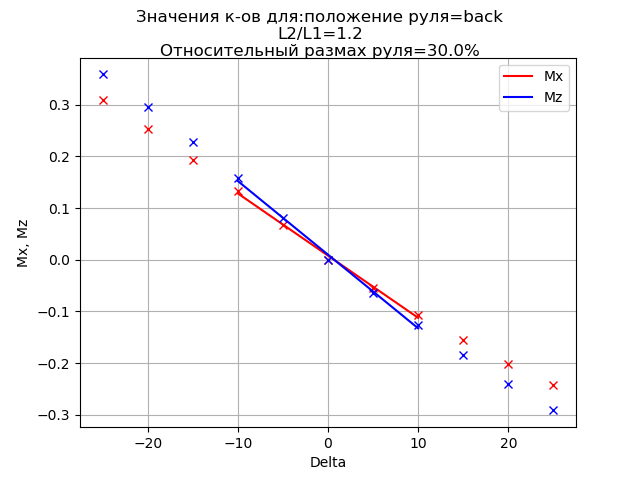 Значения к-ов для:положение руля=back
L2/L1=1.2
Относительный размах руля=30.0%
Mx
Mz
Mx, Mz
0.3
0.2
0.1
0.0
−0.1
−0.2
−0.3
−20
−10
0
10
20
Delta